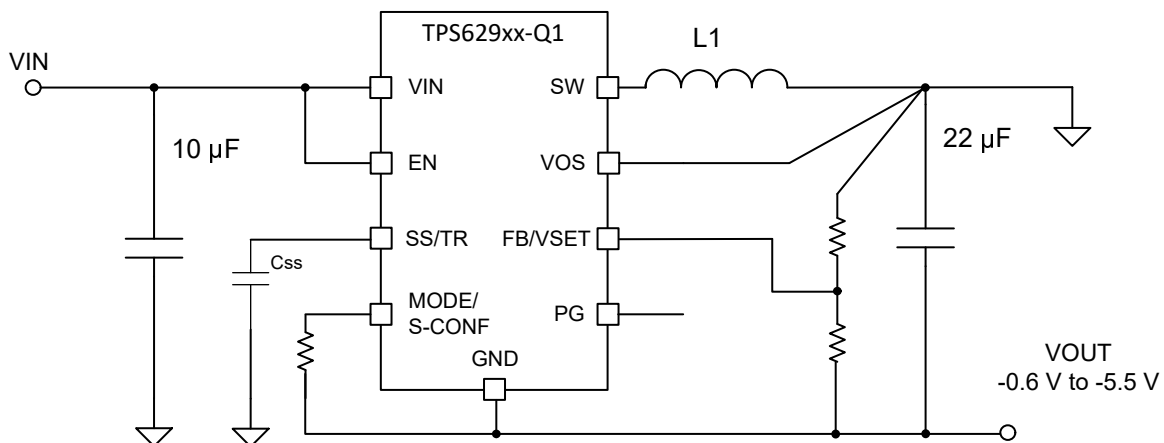 TPS629xx-Q1
L1
VIN
VIN
SW
10 µF
EN
VOS
22 µF
SS/TR
FB/VSET
Css
MODE/
S-CONF
PG
GND
VOUT
-0.6 V to -5.5 V